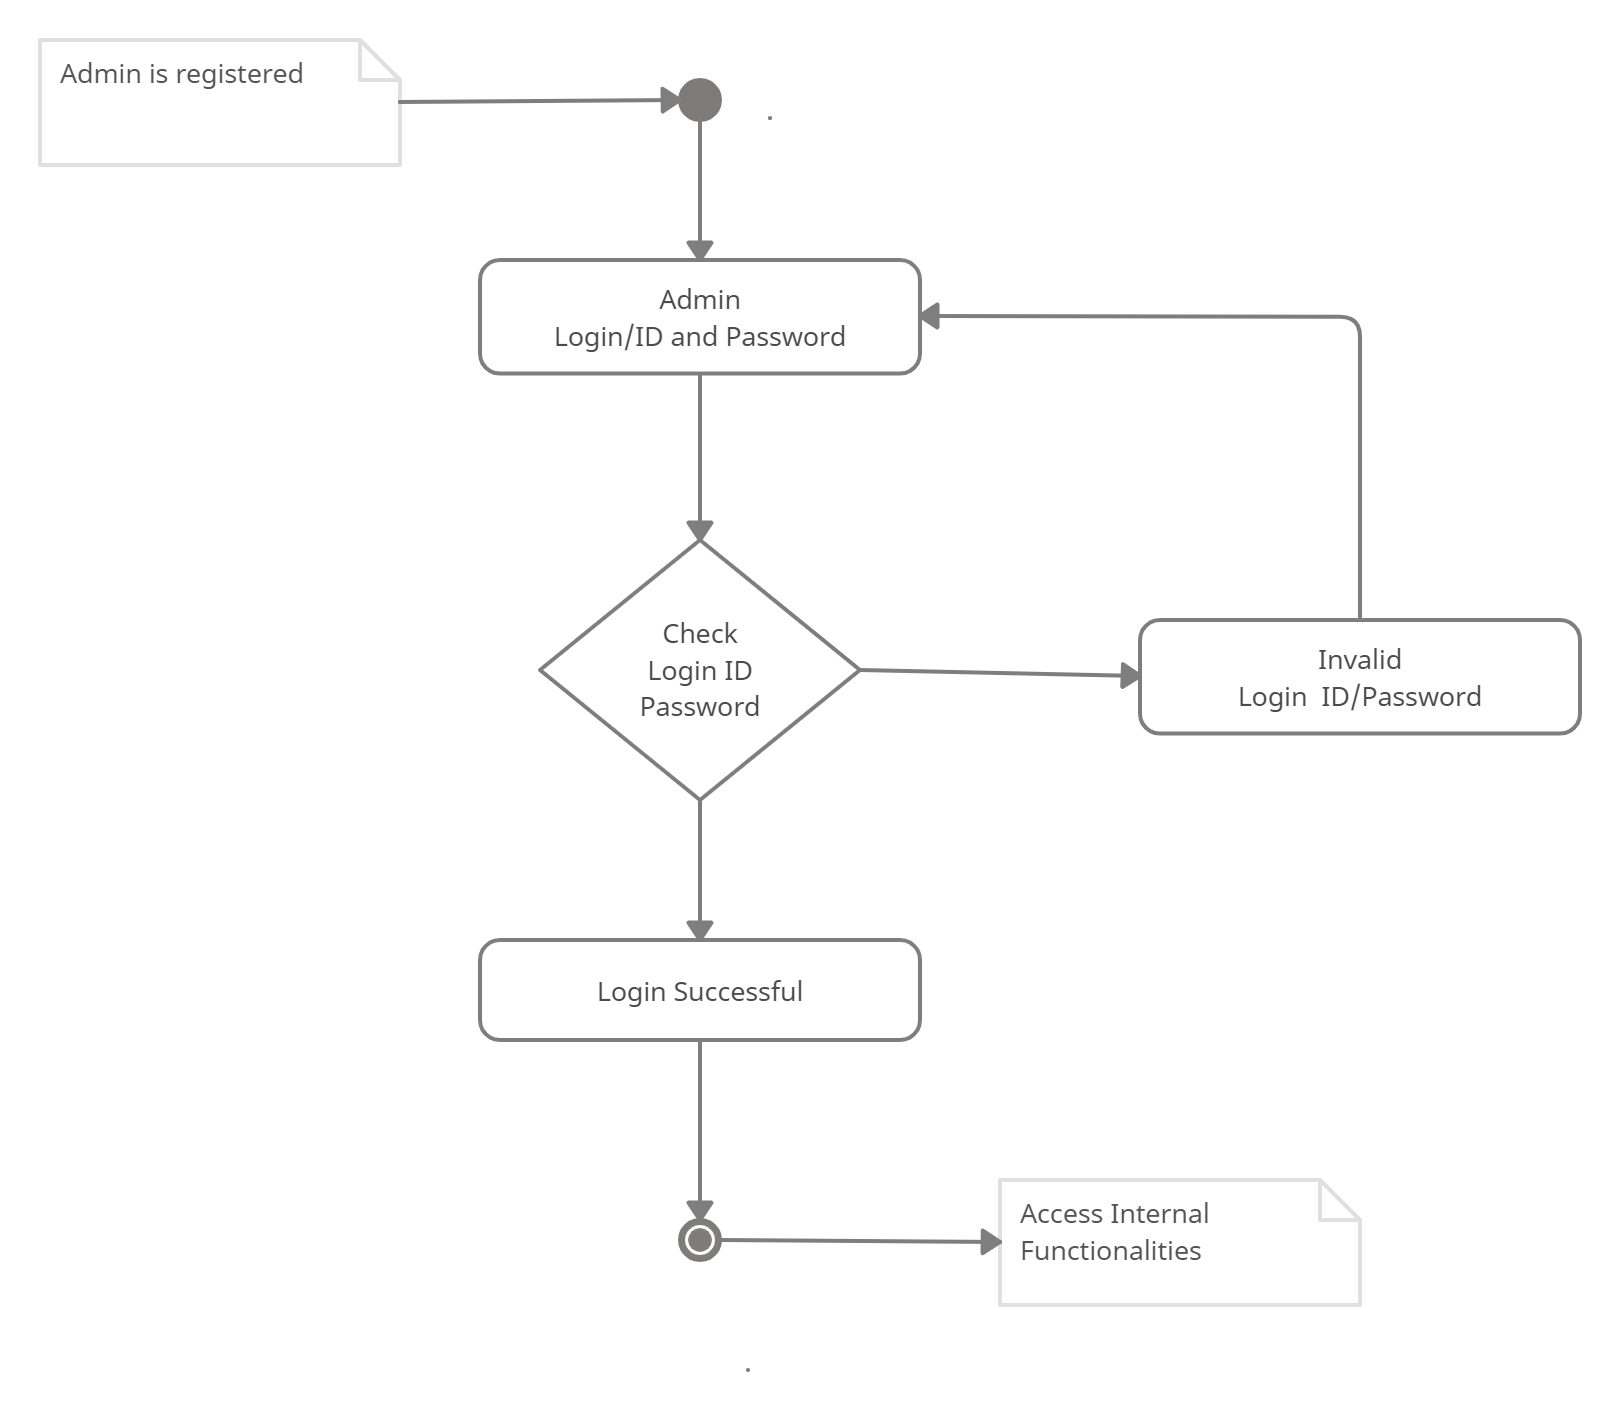 Admin is registered
Admin
Login/ID and Password
Check
Login ID
Password
Invalid
Login  ID/Password
Login Successful
Access Internal
Functionalities